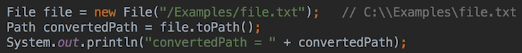 File file = new File("/Examples/file.txt");   // C:\\Examples\file.txt
Path convertedPath = file.toPath();
System.out.println("convertedPath = " + convertedPath);